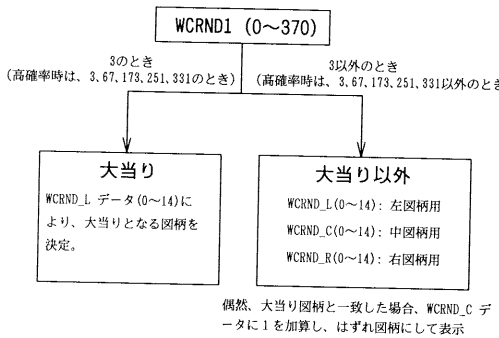 WCRND1 (0～370)
3のとき
(高確率時は、3,67,173,251,331のとき)
3以外のとき
(高確率時は、3,67,173,251,331以外のとき
大当り
WCRND_L データ(0～14)に
より、大当りとなる図柄を
決定。
大当り以外
WCRND_L(0～14): 左図柄用
WCRND_C(0～14): 中図柄用
WCRND_R(0～14): 右図柄用
偶然、大当り図柄と一致した場合、WCRND_C デ
ータに1を加算し、はずれ図柄にして表示